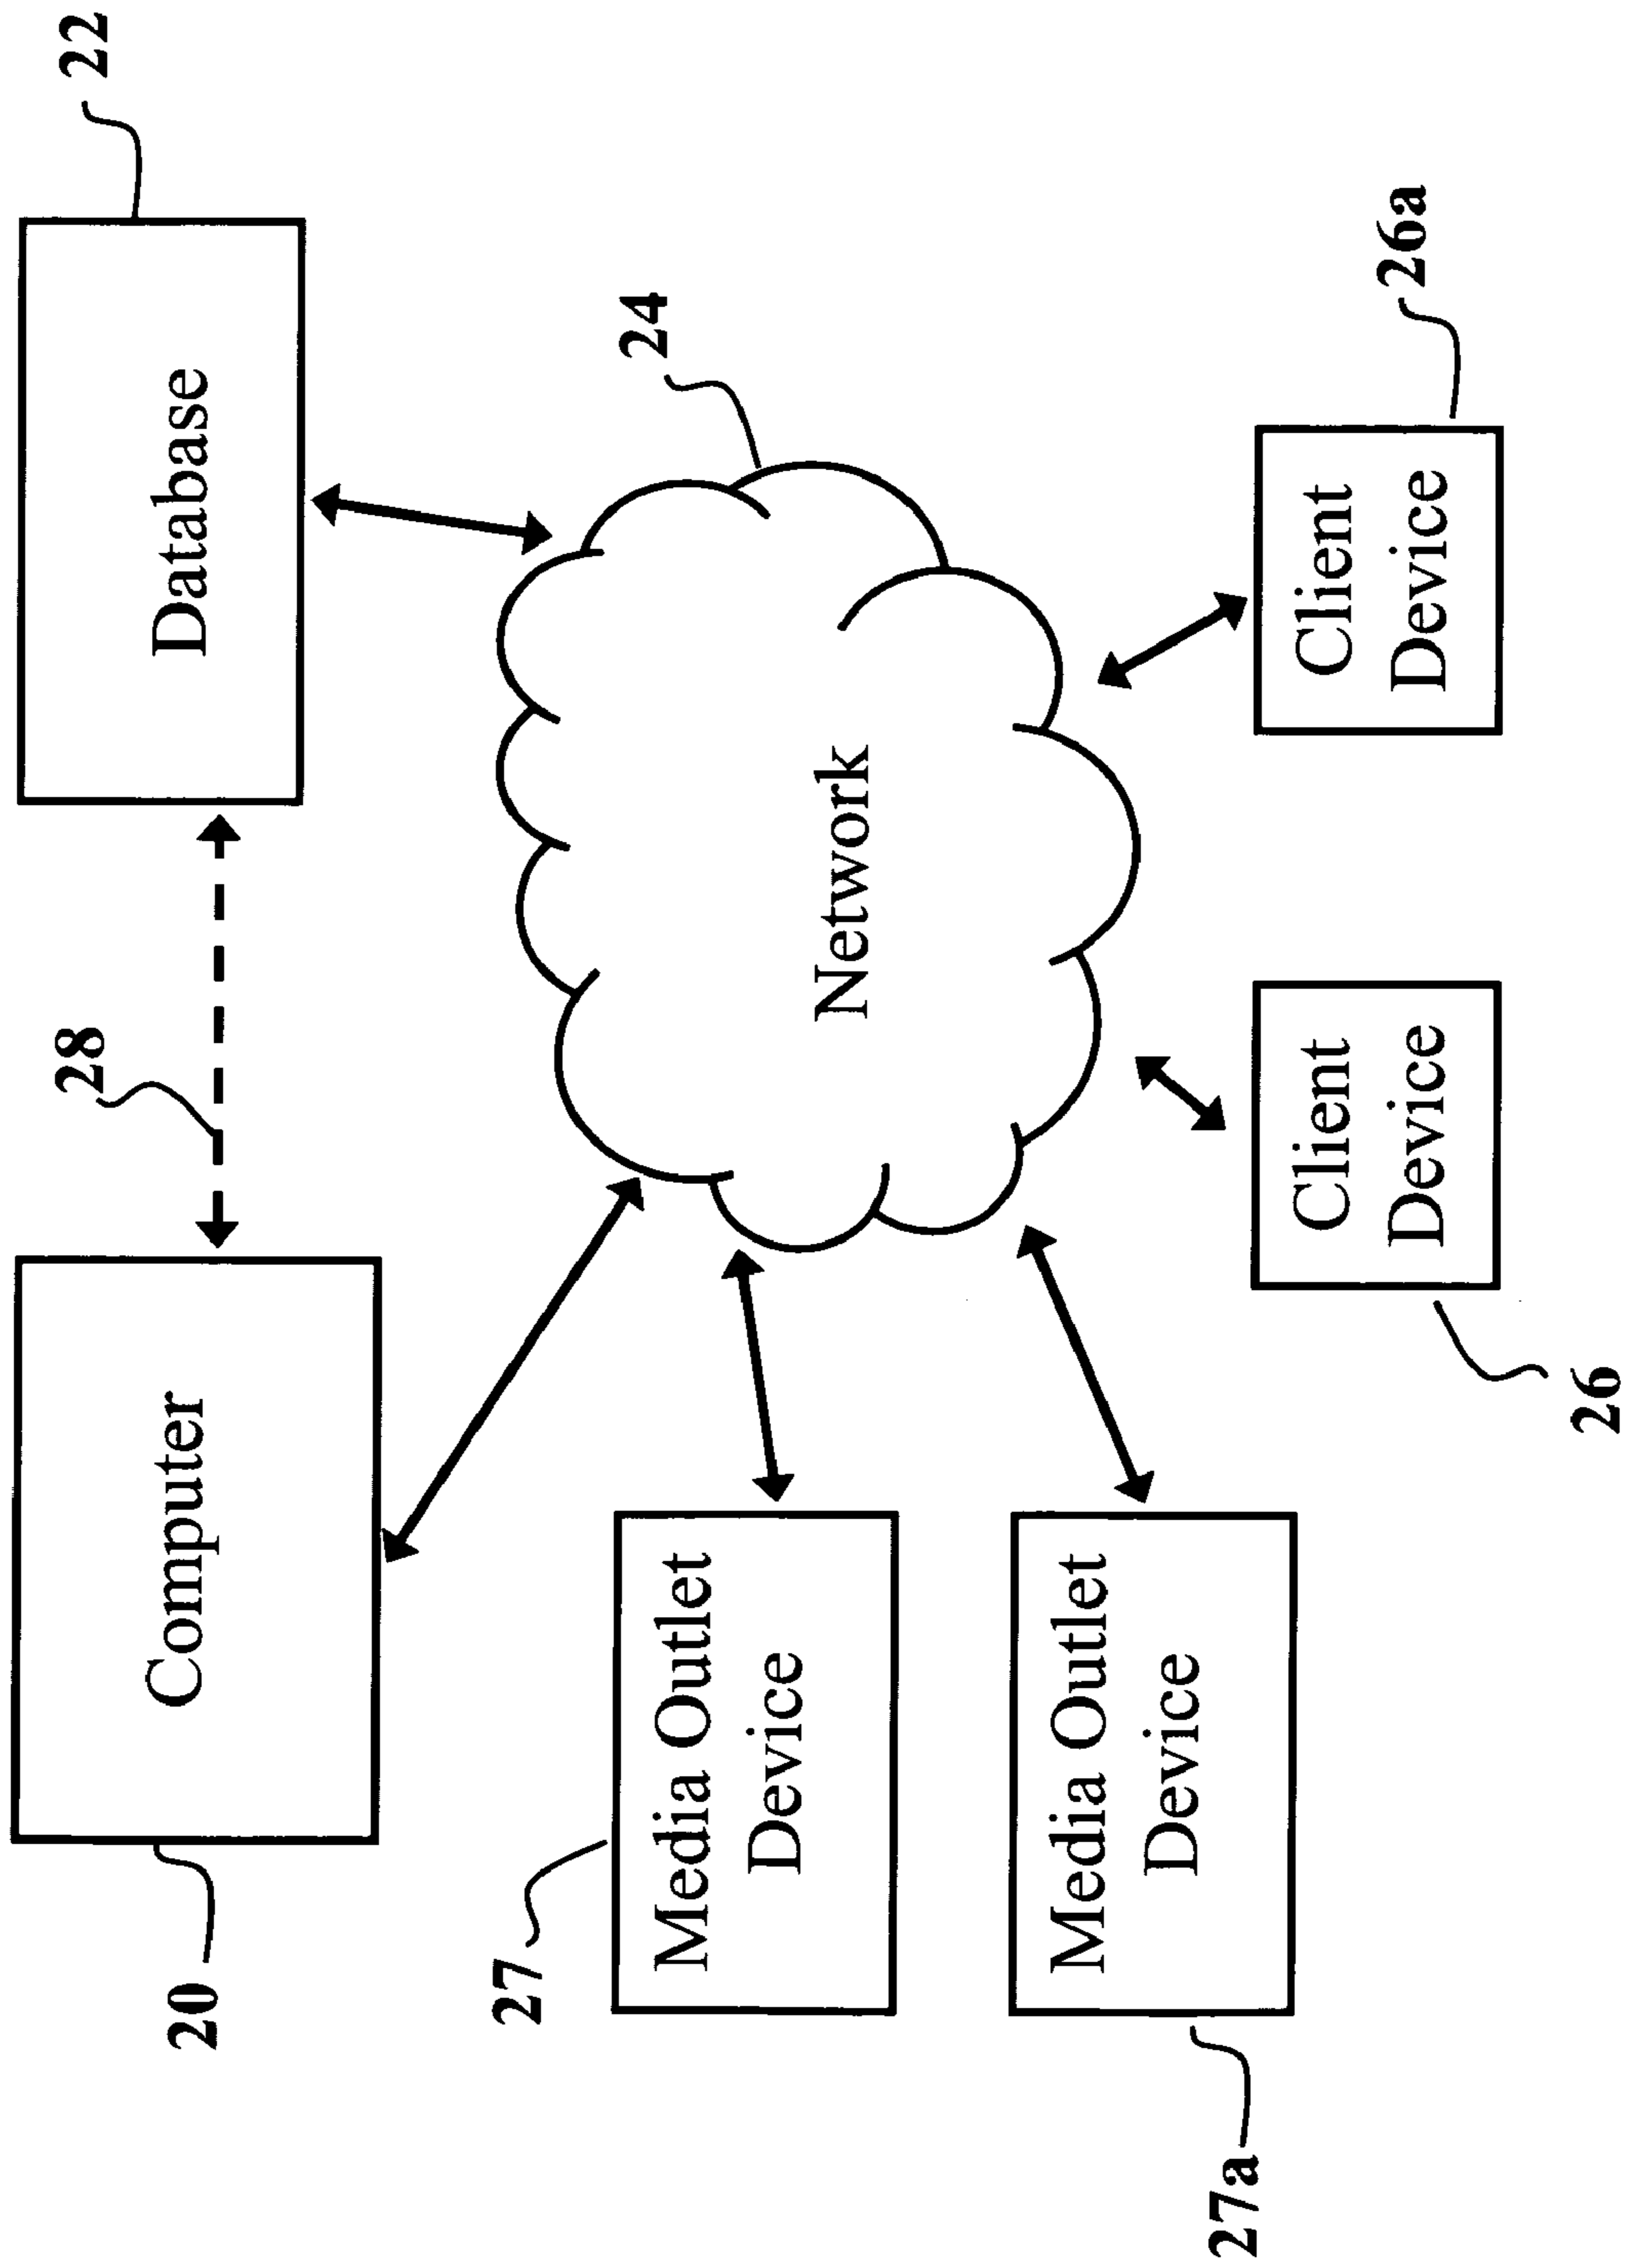 22
Database
28
Computer
20
24
Network
27
Media Outlet
Device
Media Outlet
Device
27a
Client
Device
26
Client
Device
26a